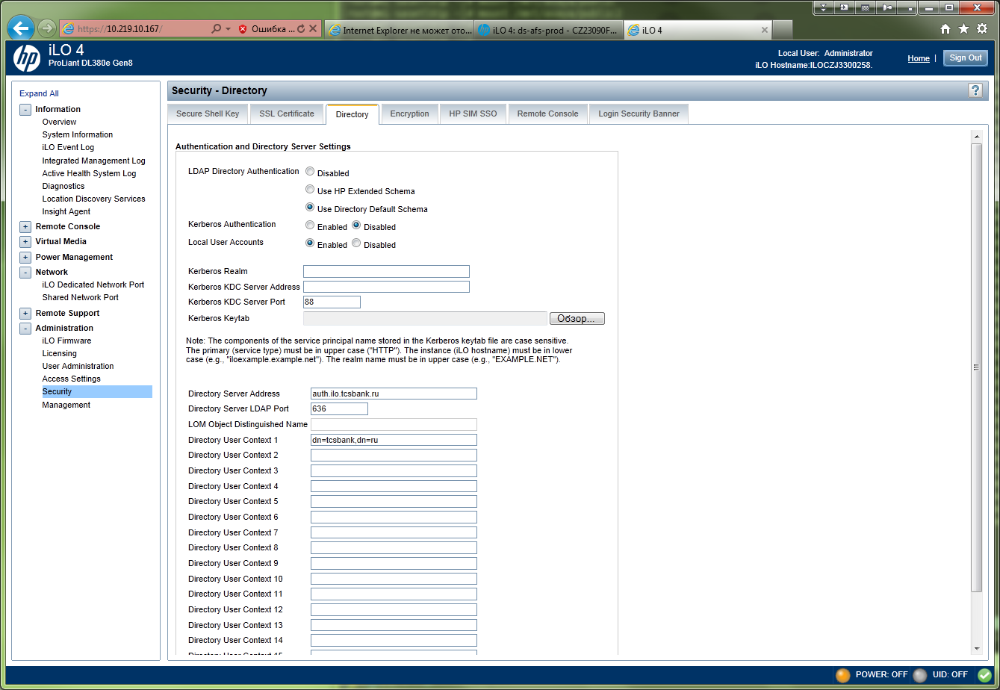 https://10.219.10.167/
Ошибка ...
Internet Explorer не может ото...
iLO 4: ds-afs-prod - CZ23090F...
iLO 4
hp
iLO 4
ProLiant DL380e Gen8
Local User: Administrator
iLO Hostname:ILOCZJ3300258.
Home |
Sign Out
Expand All
- Information
Overview
System Information
iLO Event Log
Integrated Management Log
Active Health System Log
Diagnostics
Location Discovery Services
Insight Agent
+ Remote Console
+ Virtual Media
+ Power Management
- Network
iLO Dedicated Network Port
Shared Network Port
+ Remote Support
- Administration
iLO Firmware
Licensing
User Administration
Access Settings
Security
Management
Security - Directory
?
Secure Shell Key
SSL Certificate
Directory
Encryption
HP SIM SSO
Remote Console
Login Security Banner
Authentication and Directory Server Settings
LDAP Directory Authentication Disabled
Use HP Extended Schema
Use Directory Default Schema
Kerberos Authentication Enabled Disabled
Local User Accounts Enabled Disabled
Kerberos Realm
Kerberos KDC Server Address
Kerberos KDC Server Port 88
Kerberos Keytab Обзор...
Note: The components of the service principal name stored in the Kerberos keytab file are case sensitive.
The primary (service type) must be in upper case ("HTTP"). The instance (iLO hostname) must be in lower
case (e.g., "iloexample.example.net"). The realm name must be in upper case (e.g., "EXAMPLE.NET").
Directory Server Address auth.ilo.tcsbank.ru
Directory Server LDAP Port 636
LOM Object Distinguished Name
Directory User Context 1 dn=tcsbank,dn=ru
Directory User Context 2
Directory User Context 3
Directory User Context 4
Directory User Context 5
Directory User Context 6
Directory User Context 7
Directory User Context 8
Directory User Context 9
Directory User Context 10
Directory User Context 11
Directory User Context 12
Directory User Context 13
Directory User Context 14
Directory User Context 15
POWER: OFF
UID: OFF